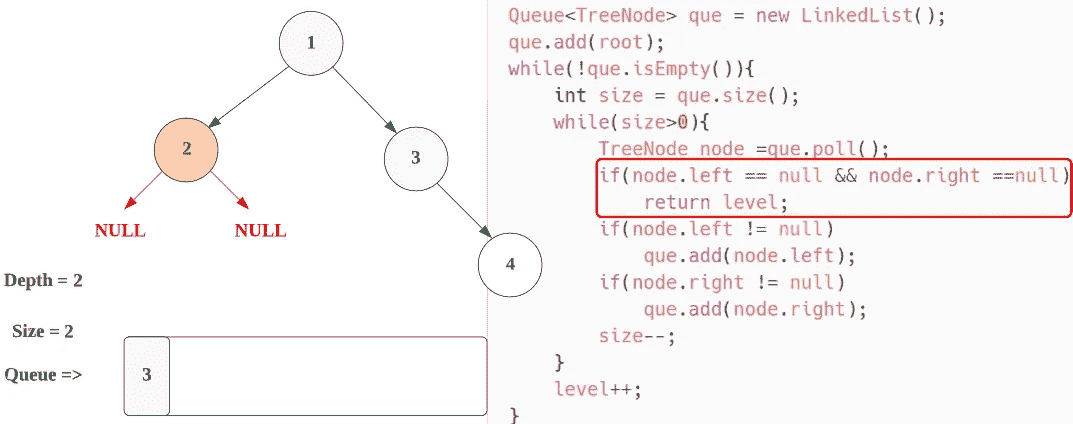 1
2
3
NULL
NULL
4
Depth = 2
Size = 2
Queue =>
3
Queue<TreeNode> que = new LinkedList();
que.add(root);
while(!que.isEmpty()){
    int size = que.size();
    while(size>0){
        TreeNode node =que.poll();
        if(node.left == null && node.right ==null)
            return level;
        if(node.left != null)
            que.add(node.left);
        if(node.right != null)
            que.add(node.right);
        size--;
    }
    level++;
}